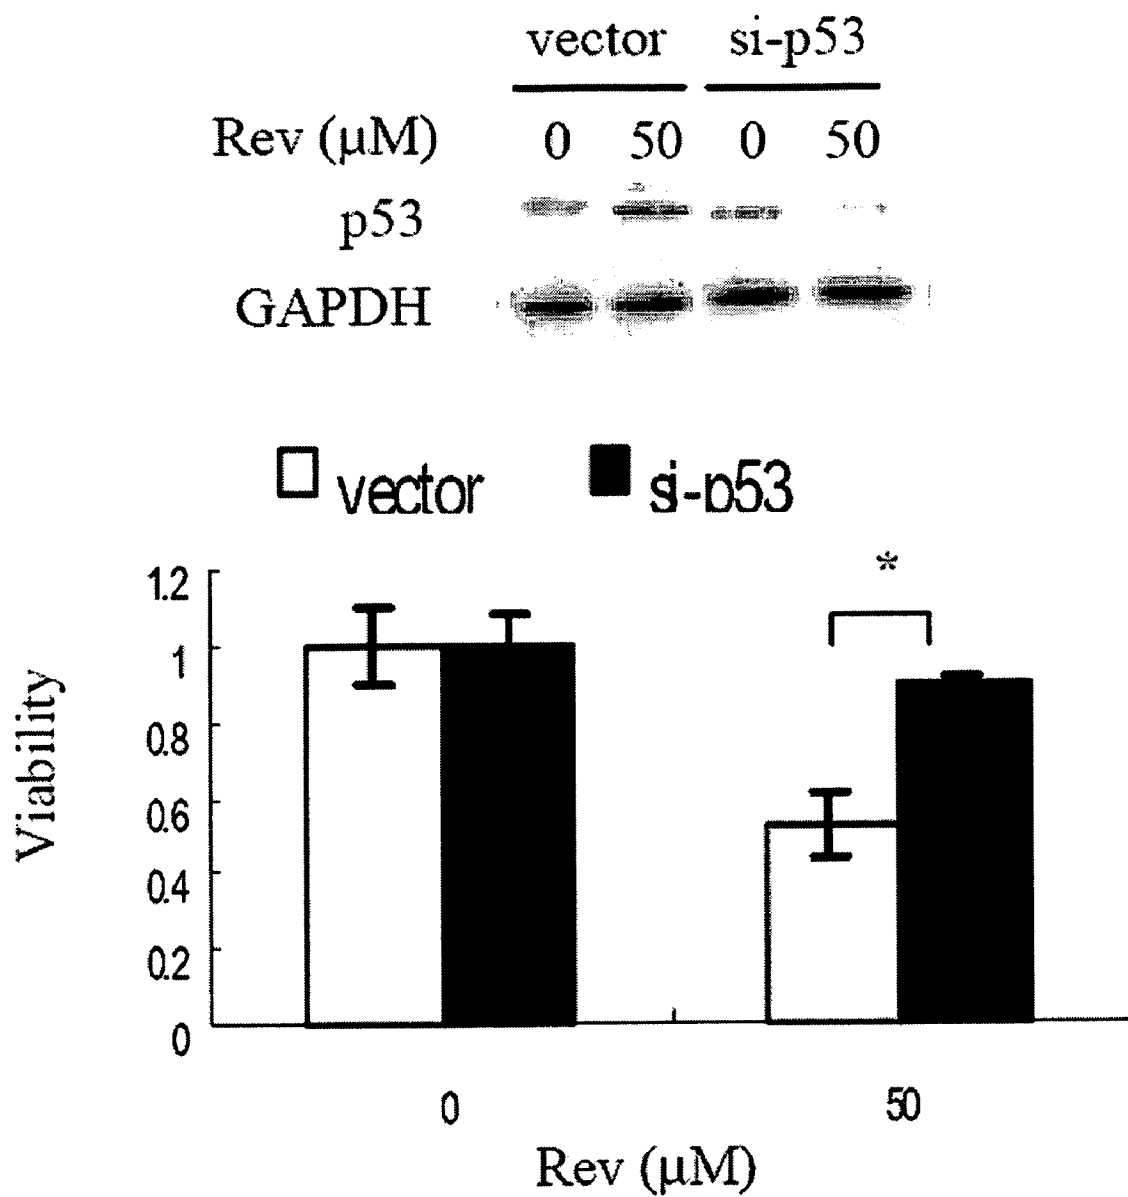 vector si-p53
Rev (μM) 0 50 0 50
p53
GAPDH
vector si-p53
*
1.2
1
0.8
0.6
0.4
0.2
0
Viability
0 50
Rev (μM)